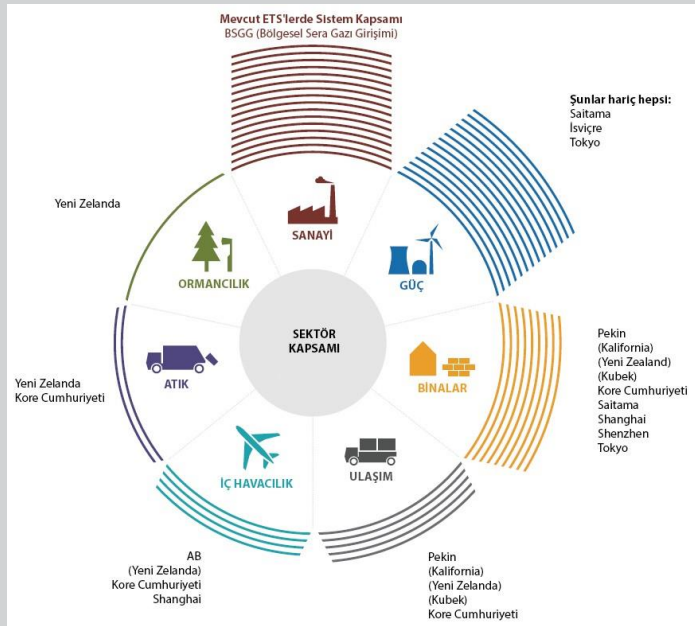 Mevcut ETS'lerde Sistem Kapsamı
BSGG (Bölgesel Sera Gazı Girişimi)
Şunlar hariç hepsi:
Saitama
İsviçre
Tokyo
Yeni Zelanda
SANAYİ
ORMANCILIK
GÜÇ
SEKTÖR
KAPSAMI
Yeni Zelanda
Kore Cumhuriyeti
ATIK
BİNALAR
Pekin
(Kalifornia)
(Yeni Zealand)
(Kubek)
Kore Cumhuriyeti
Saitama
Shanghai
Shenzhen
Tokyo
İÇ HAVACILIK
ULAŞIM
AB
(Yeni Zelanda)
Kore Cumhuriyeti
Shanghai
Pekin
(Kalifornia)
(Yeni Zelanda)
(Kubek)
Kore Cumhuriyeti